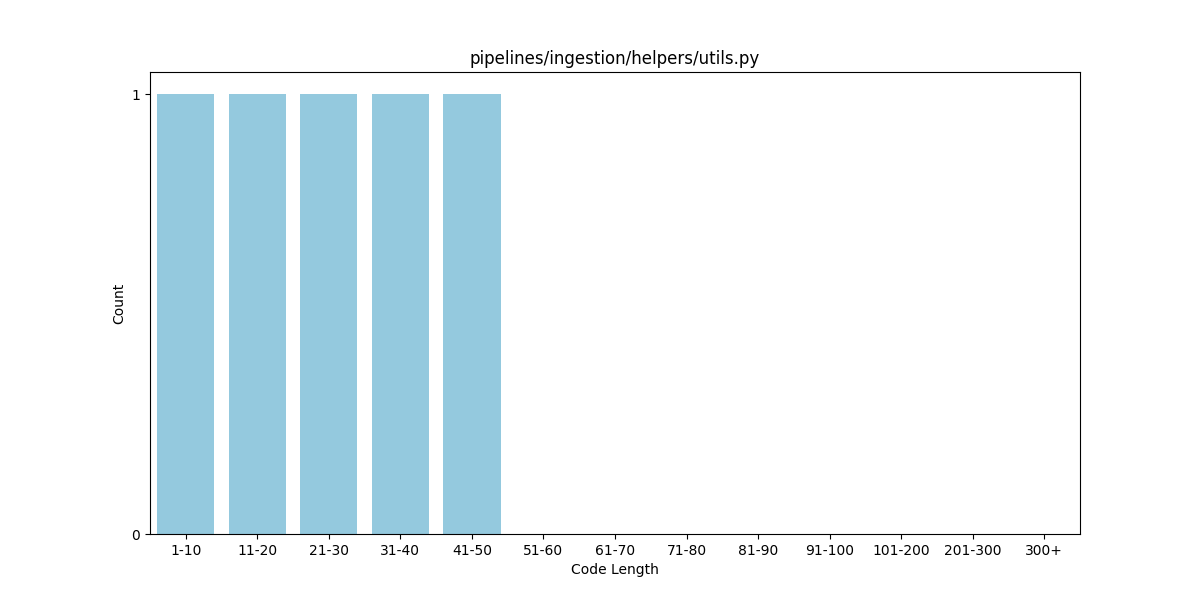 pipelines/ingestion/helpers/utils.py
1
Count
0
1-10 11-20 21-30 31-40 41-50 51-60 61-70 71-80 81-90 91-100 101-200 201-300 300+
Code Length